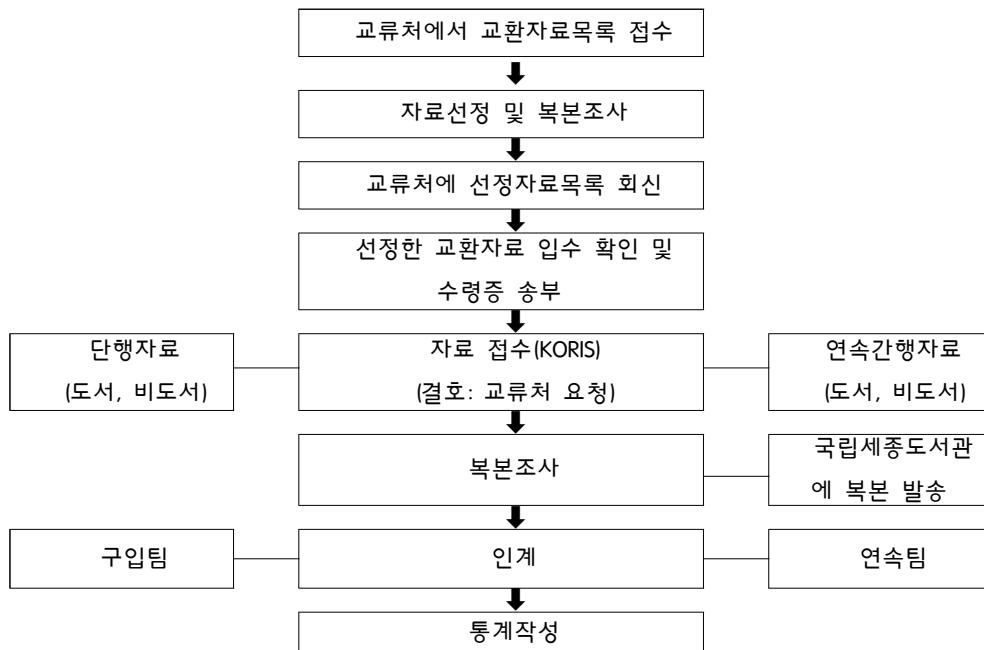 교류처에서 교환자료목록 접수
자료선정 및 복본조사
교류처에 선정자료목록 회신
선정한 교환자료 입수 확인 및
수령증 송부
단행자료
(도서, 비도서)
자료 접수(KORIS)
(결호: 교류처 요청)
연속간행자료
(도서, 비도서)
복본조사
국립세종도서관
에 복본 발송
구입팀
인계
연속팀
통계작성